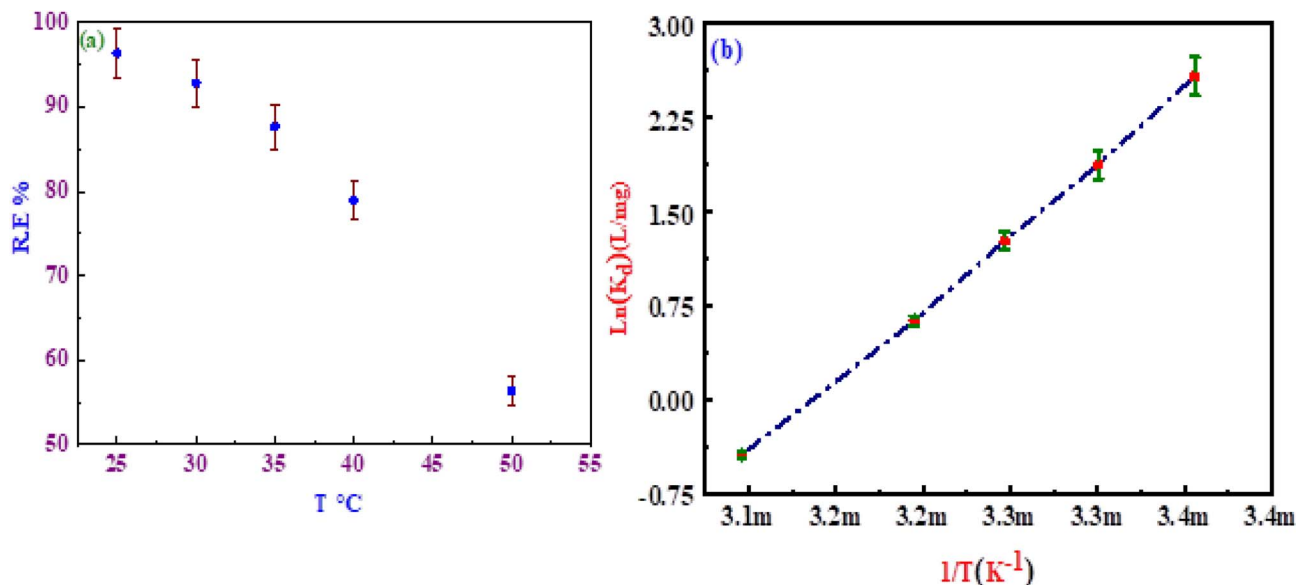 (a)
100
90
80
70
60
50
R.E %
25 30 35 40 45 50 55
T °C
(b)
3.00
2.25
1.50
0.75
0.00
-0.75
Ln(K_d)(L/mg)
3.1m 3.2m 3.2m 3.3m 3.3m 3.4m 3.4m
1/T(K⁻¹)